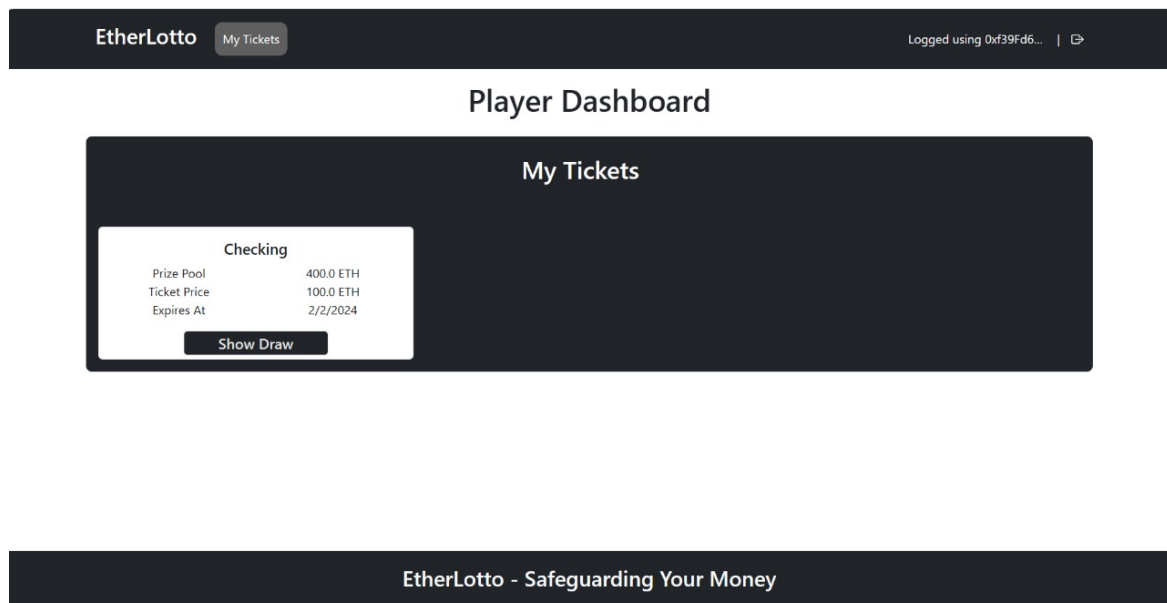 EtherLotto My Tickets Logged using 0xf39Fd6... |
Player Dashboard
My Tickets
Checking
Prize Pool 400.0 ETH
Ticket Price 100.0 ETH
Expires At 2/2/2024
Show Draw
EtherLotto - Safeguarding Your Money